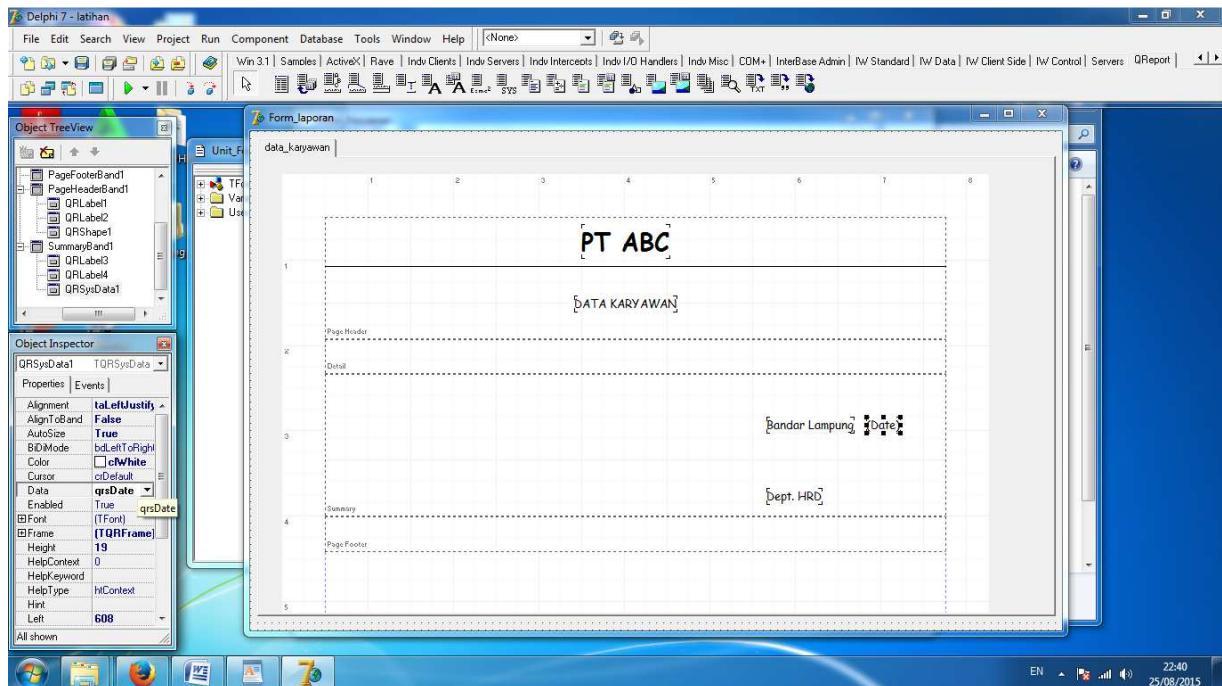 Delphi 7 - latihan
File Edit Search View Project Run Component Database Tools Window Help <None>
Win 3.1 Samples ActiveX Rave Indy Clients Indy Servers Indy Intercepts Indy I/O Handlers Indy Misc COM+ InterBase Admin IW Standard IW Data IW Client Side IW Control Servers QReport
Object TreeView
PageFooterBand1
PageHeaderBand1
QRLabel1
QRLabel2
QRShape1
SummaryBand1
QRLabel3
QRLabel4
QRSysData1
Form_laporan
data_karyawan
1 2 3 4 5 6 7 8
PT ABC
1
DATA KARYAWAN
Page Header
2
Detail
Bandar Lampung (Date)
3
Dept. HRD
Summary
4
Page Footer
5
Object Inspector
QRSysData1 TQRSysData
Properties Events
Alignment taLeftJustify
AlignToBand False
AutoSize True
BiDiMode bdLeftToRight
Color clWhite
Cursor crDefault
Data qrsDate
Enabled True
qrsDate
Font (TFont)
Frame (TQRFrame)
Height 19
HelpContext 0
HelpKeyword
HelpType htContext
Hint
Left 608
All shown
EN 22:40
25/08/2015